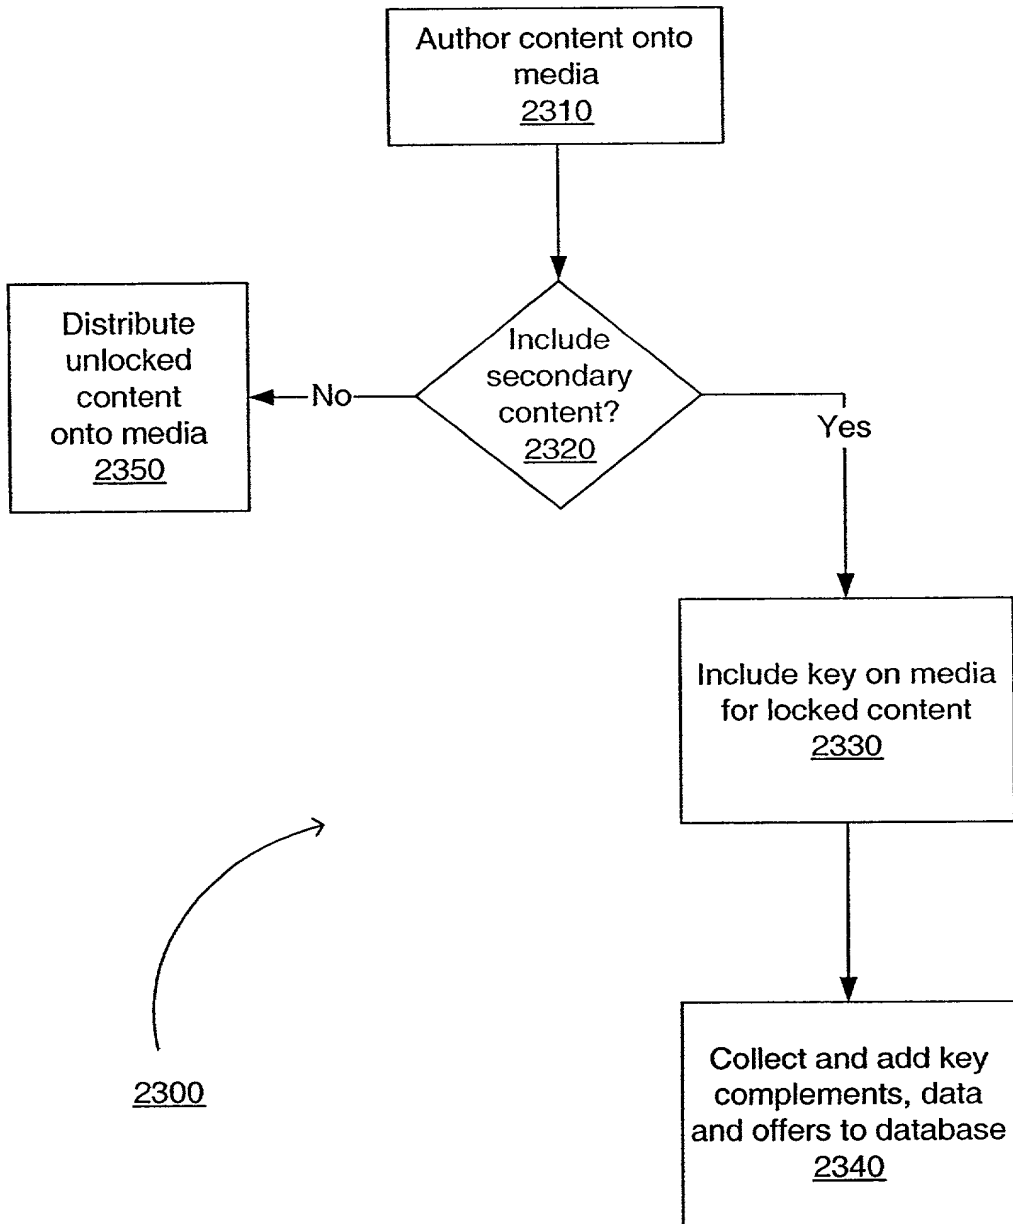 Author content onto
media
2310
Include
secondary
content?
2320
No
Yes
Distribute
unlocked
content
onto media
2350
Include key on media
for locked content
2330
Collect and add key
complements, data
and offers to database
2340
2300